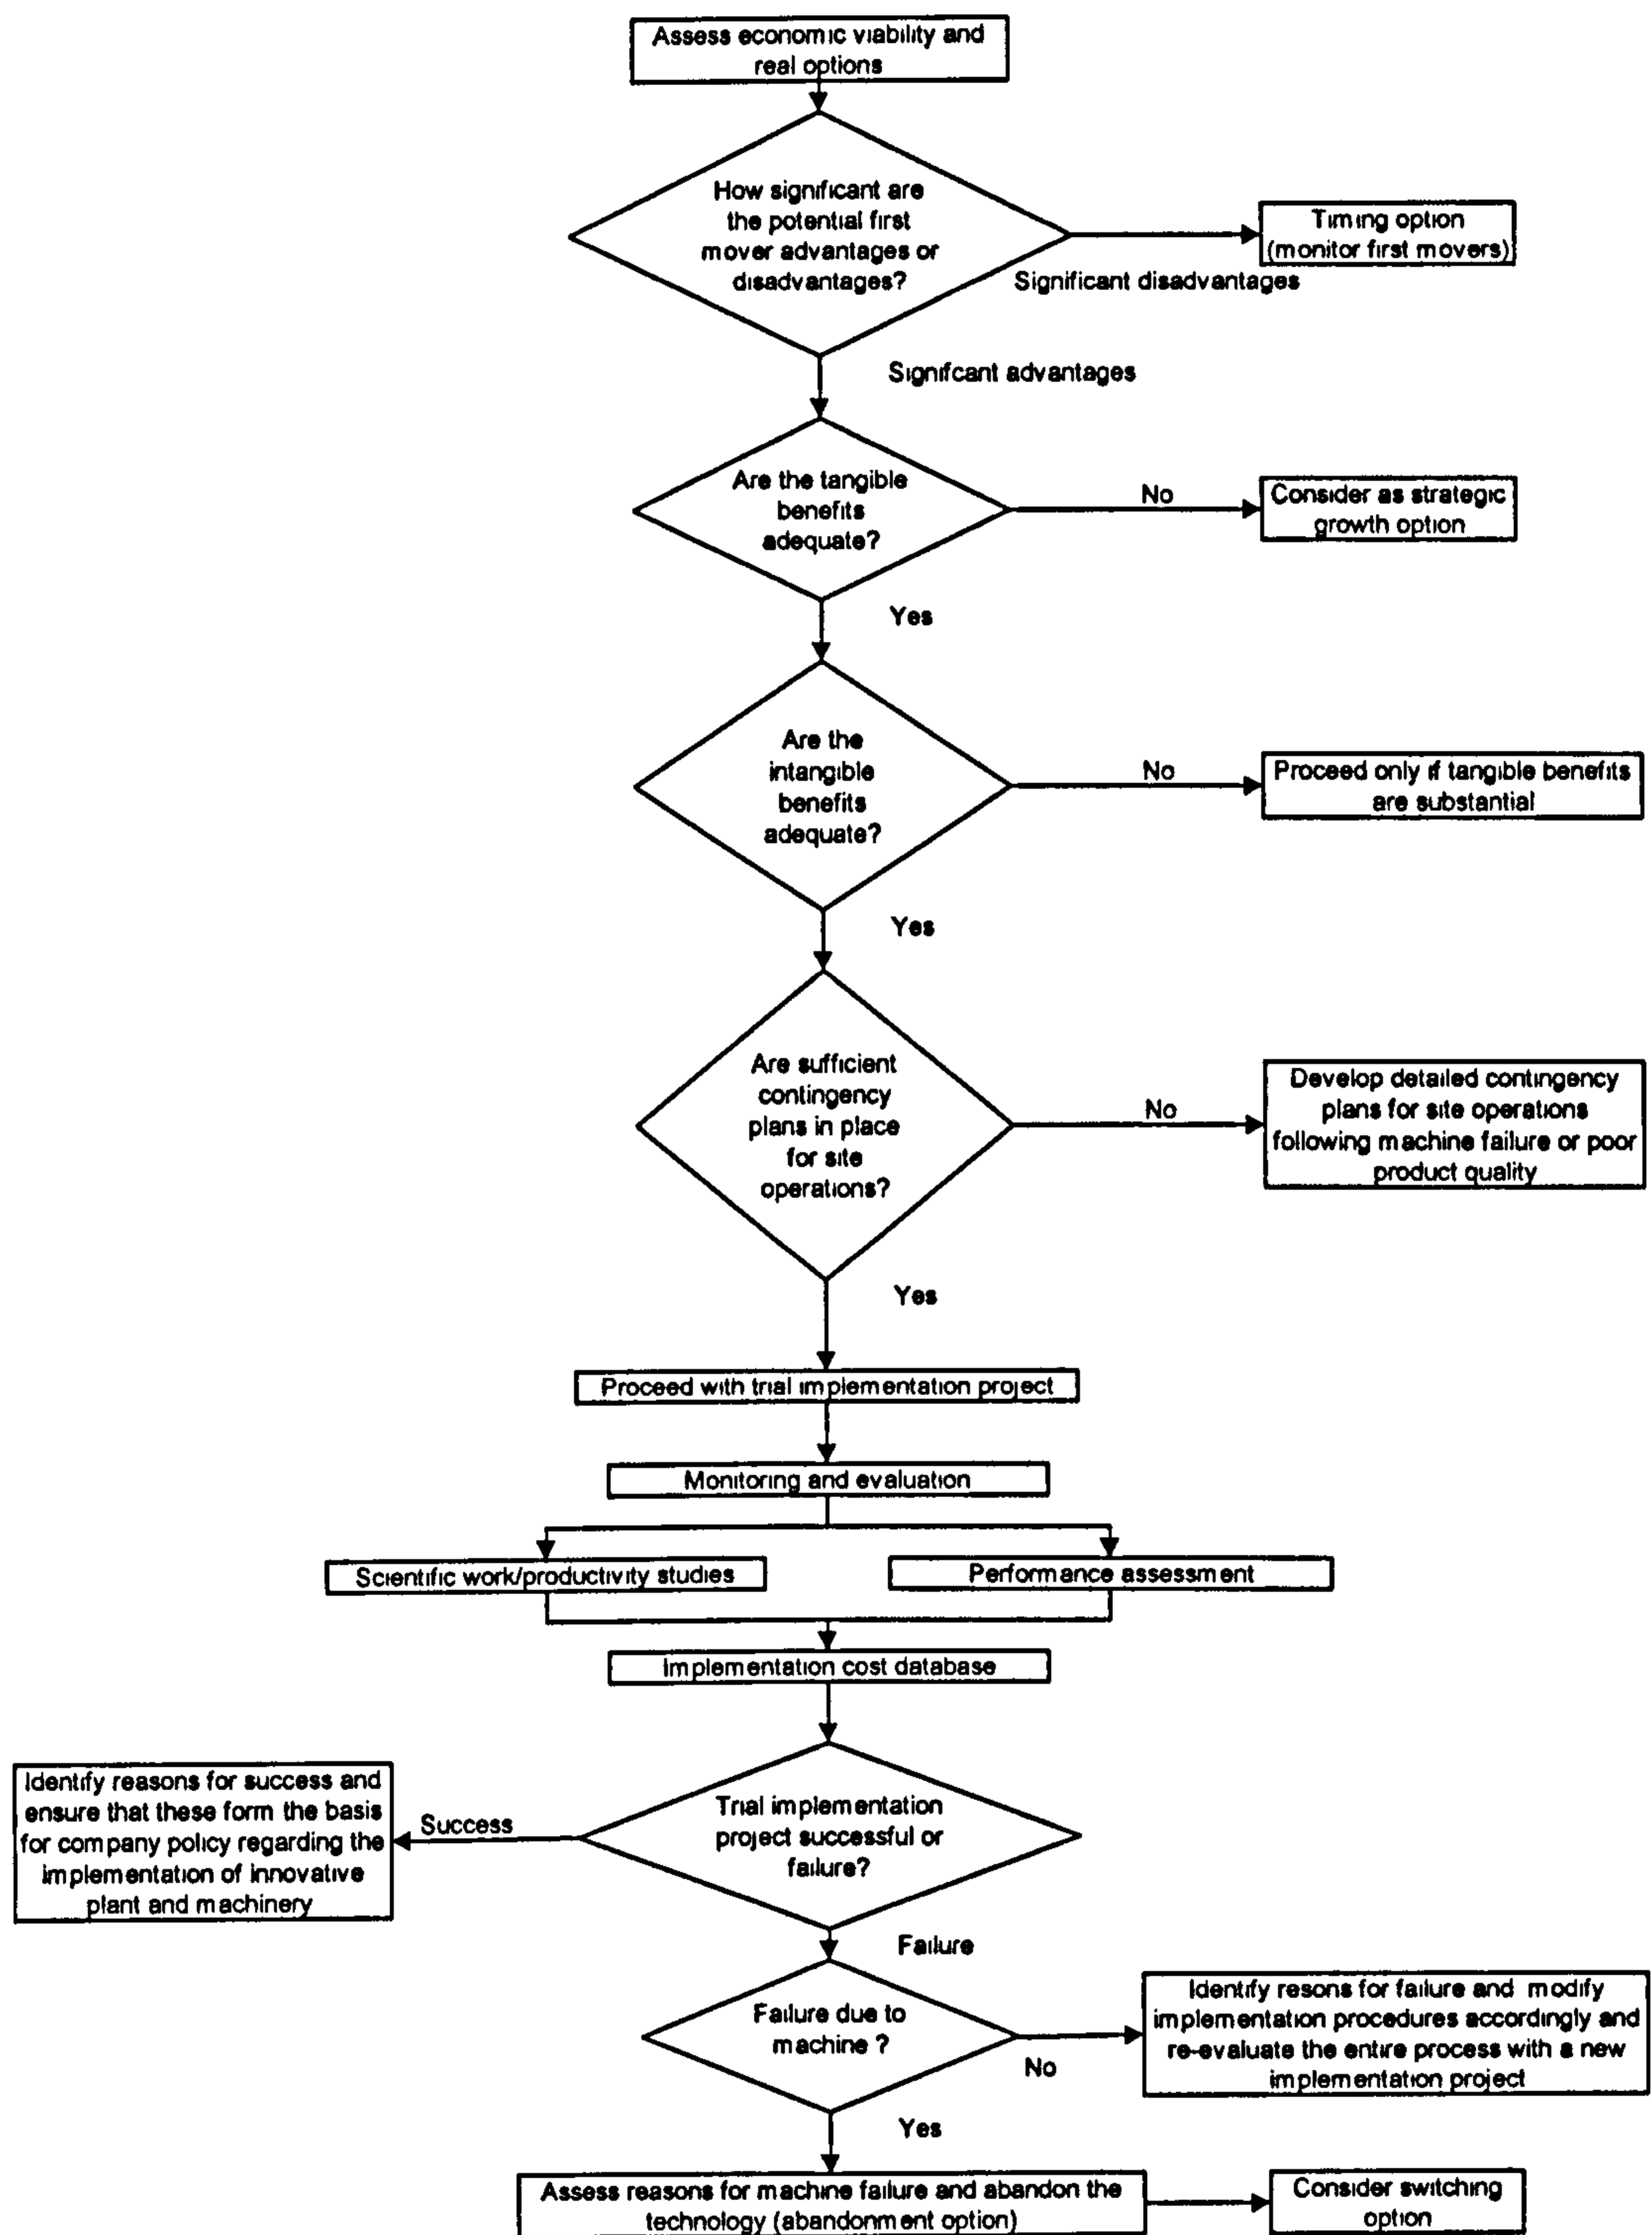 Assess economic viability and
real options
How significant are
the potential first
mover advantages or
disadvantages?
Timing option
(monitor first movers)
Significant disadvantages
Signifcant advantages
Are the tangible
benefits
adequate?
No
Consider as strategic
growth option
Yes
Are the
intangible
benefits
adequate?
No
Proceed only if tangible benefits
are substantial
Yes
Are sufficient
contingency
plans in place
for site
operations?
No
Develop detailed contingency
plans for site operations
following machine failure or poor
product quality
Yes
Proceed with trial implementation project
Monitoring and evaluation
Scientific work/productivity studies
Performance assessment
Implementation cost database
Trial implementation
project successful or
failure?
Success
Identify reasons for success and
ensure that these form the basis
for company policy regarding the
implementation of innovative
plant and machinery
Failure
Failure due to
machine ?
No
Identify resons for failure and modify
implementation procedures accordingly and
re-evaluate the entire process with a new
implementation project
Yes
Assess reasons for machine failure and abandon the
technology (abandonment option)
Consider switching
option